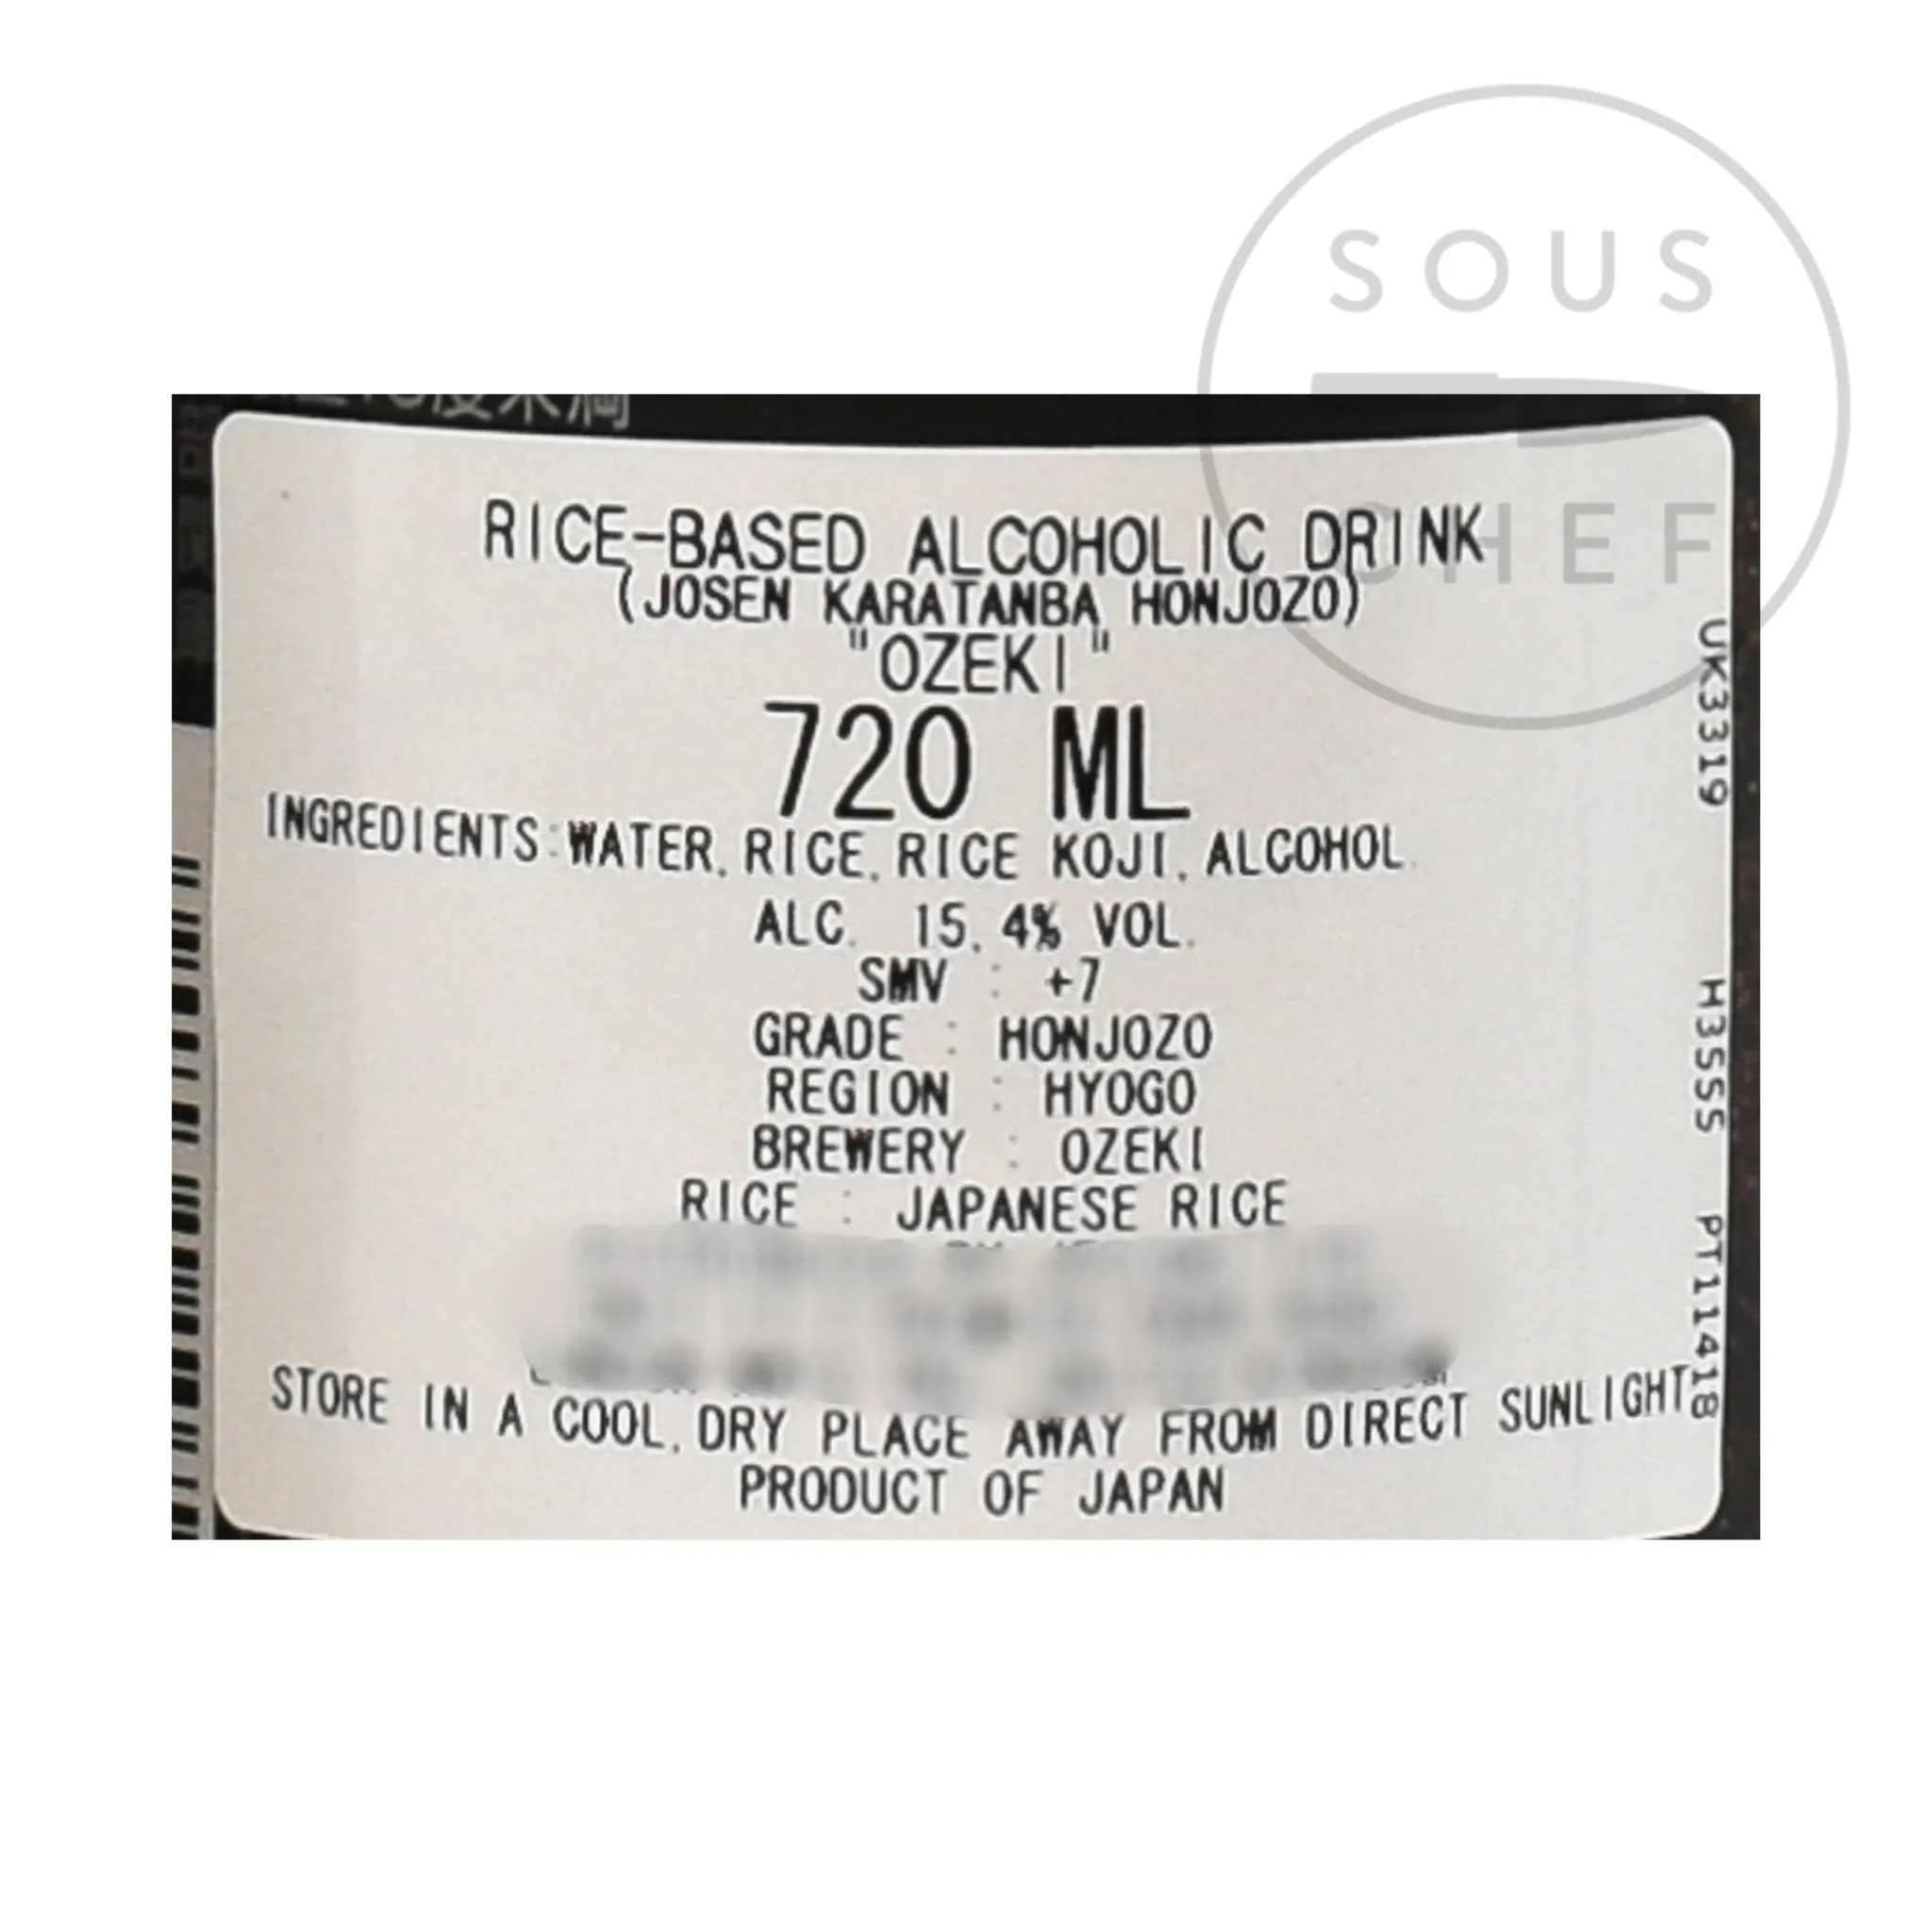 SOUS
CHEF
RICE-BASED ALCOHOLIC DRINK
(JOSEN KARATANBA HONJOZO)
"OZEKI"
720 ML
INGREDIENTS:WATER,RICE,RICE KOJI,ALCOHOL.
ALC. 15.4% VOL.
SMV : +7
GRADE : HONJOZO
REGION : HYOGO
BREWERY : OZEKI
RICE : JAPANESE RICE
STORE IN A COOL,DRY PLACE AWAY FROM DIRECT SUNLIGHT
PRODUCT OF JAPAN
UK3319 H3555 PT111418